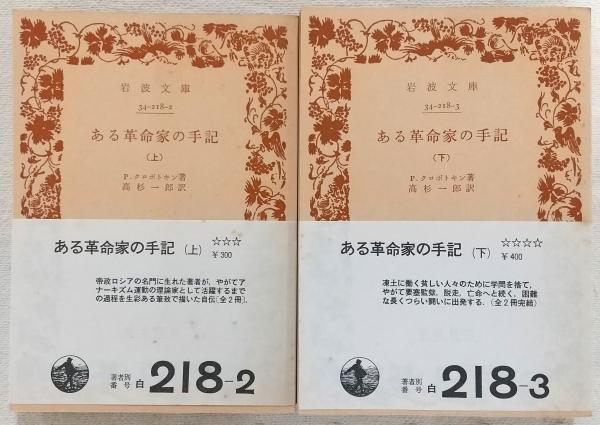 岩波文庫
34-218-2
ある革命家の手記
(上)
P.クロポトキン著
高杉一郎訳
ある革命家の手記(上) ☆☆☆
¥300
帝政ロシアの名門に生れた著者が、やがてア
ナーキズム運動の理論家として活躍するまで
の過程を生彩ある筆致で描いた自伝(全2冊)。
著者別
番号 白 218-2
岩波文庫
34-218-3
ある革命家の手記
(下)
P.クロポトキン著
高杉一郎訳
ある革命家の手記(下) ☆☆☆☆
¥400
凍土に働く貧しい人々のために学問を捨て、
やがて要塞監獄、脱走、亡命へと続く、困難
な長くつらい闘いに出発する。(全2冊完結)
著者別
番号 白 218-3